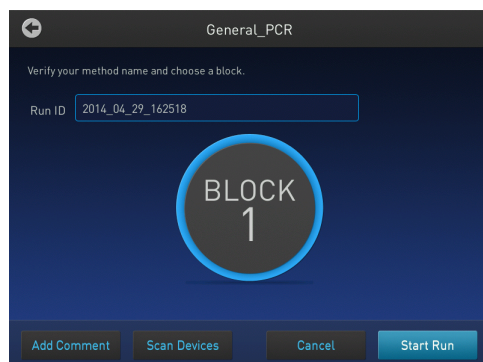 General_PCR
Verify your method name and choose a block.
Run ID 2014_04_29_162518
BLOCK
1
Add Comment Scan Devices Cancel Start Run